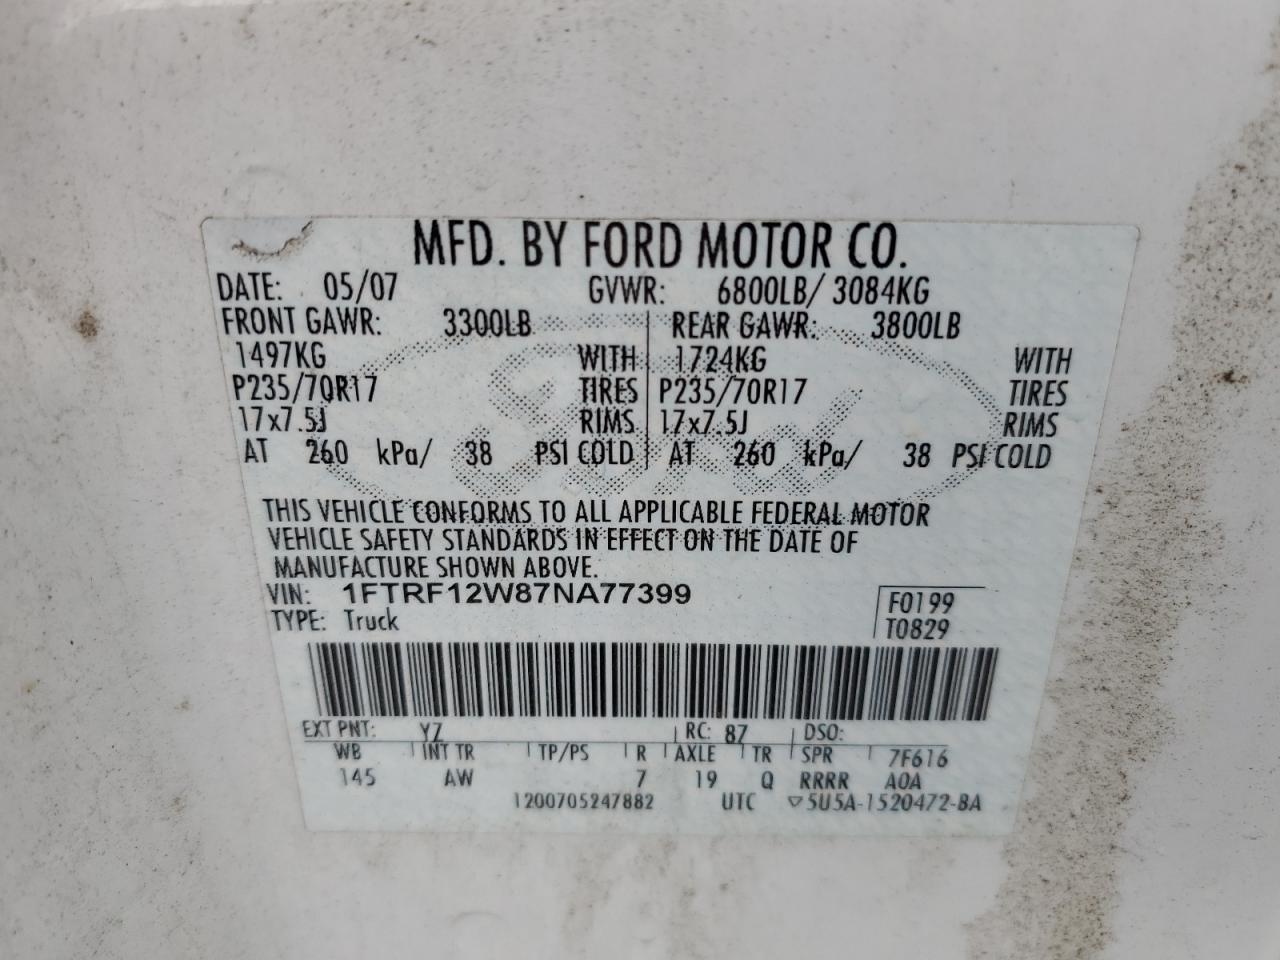 MFD. BY FORD MOTOR CO.
DATE: 05/07 GVWR: 6800LB/ 3084KG
FRONT GAWR: 3300LB REAR GAWR: 3800LB
1497KG WITH 1724KG WITH
P235/70R17 TIRES P235/70R17 TIRES
17x7.5J RIMS 17x7.5J RIMS
AT 260 kPa/ 38 PSI COLD AT 260 kPa/ 38 PSI COLD
THIS VEHICLE CONFORMS TO ALL APPLICABLE FEDERAL MOTOR
VEHICLE SAFETY STANDARDS IN EFFECT ON THE DATE OF
MANUFACTURE SHOWN ABOVE.
VIN: 1FTRF12W87NA77399 F0199
TYPE: Truck T0829
EXT PNT: YZ RC: 87 DSO:
WB INT TR TP/PS R AXLE TR SPR 7F616
145 AW 7 19 Q RRRR A0A
1200705247882 UTC ▽5U5A-1520472-BA
Ford